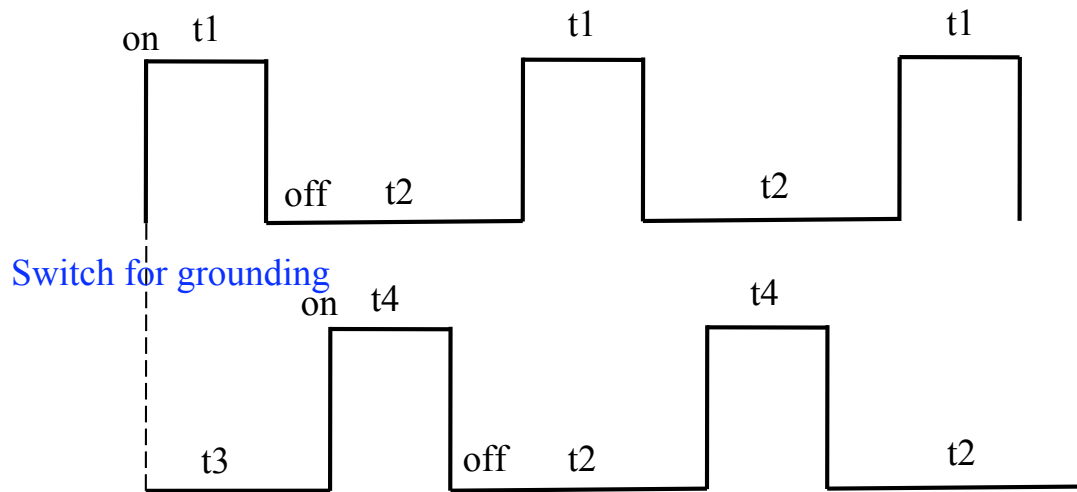 on t1 t1 t1
off t2 t2
Switch for grounding
on t4 t4
t3 off t2 t2